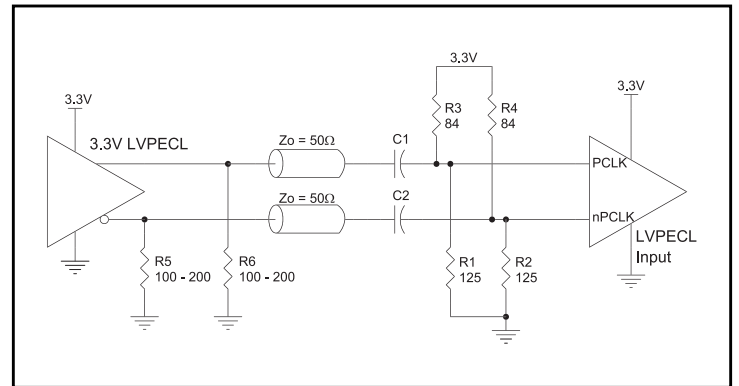 3.3V
3.3V
3.3V
R3
84
R4
84
3.3V LVPECL
Zo = 50Ω
C1
PCLK
Zo = 50Ω
C2
nPCLK
LVPECL
Input
R5
100 - 200
R6
100 - 200
R1
125
R2
125